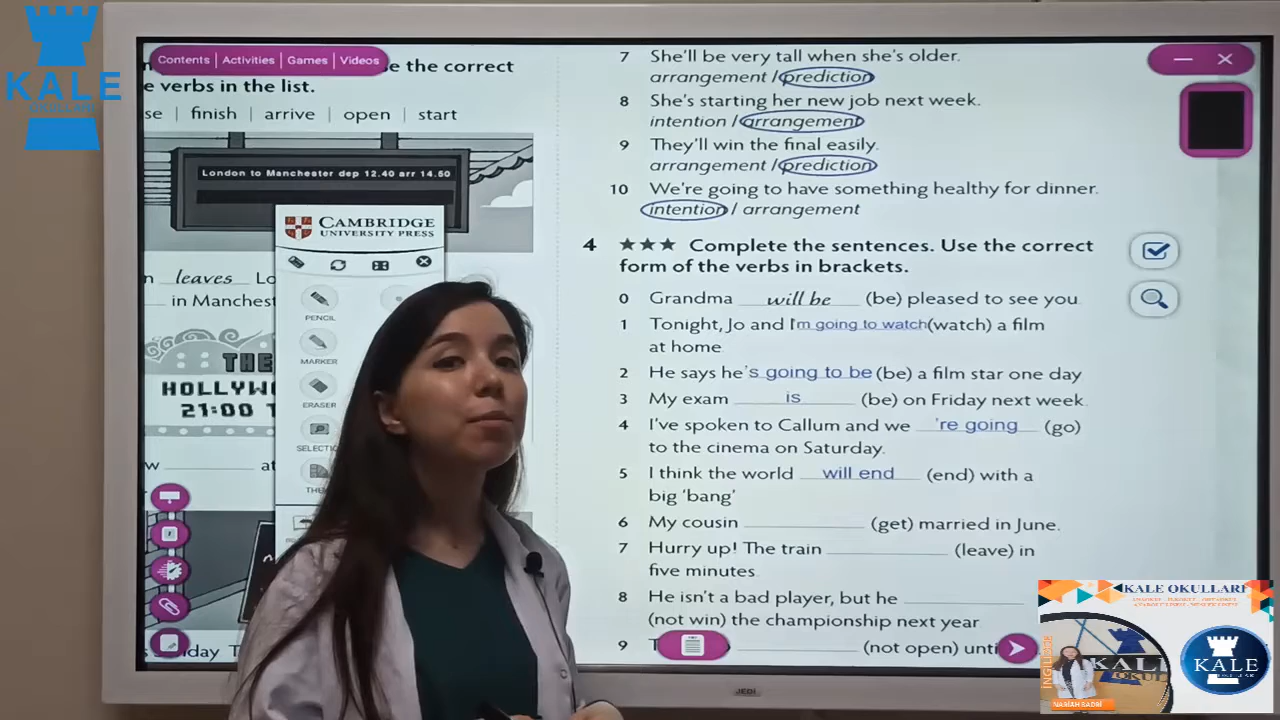 KALE
OKULLARI
Contents | Activities | Games | Videos
e the correct
e verbs in the list.
se | finish | arrive | open | start
London to Manchester dep 12.40 arr 14.50
CAMBRIDGE
UNIVERSITY PRESS
PENCIL
MARKER
ERASER
n leaves Lo
in Manchest
THE
HOLLYW
21:00 T
w at
7 She'll be very tall when she's older.
arrangement / prediction
8 She's starting her new job next week.
intention / arrangement
9 They'll win the final easily.
arrangement / prediction
10 We're going to have something healthy for dinner.
intention / arrangement
4 ★★★ Complete the sentences. Use the correct
form of the verbs in brackets.
0 Grandma will be (be) pleased to see you
1 Tonight, Jo and I'm going to watch (watch) a film
at home
2 He says he's going to be (be) a film star one day
3 My exam is (be) on Friday next week.
4 I've spoken to Callum and we 're going (go)
to the cinema on Saturday.
5 I think the world will end (end) with a
big 'bang'
6 My cousin (get) married in June.
7 Hurry up! The train (leave) in
five minutes
8 He isn't a bad player, but he
(not win) the championship next year
9 T (not open) unti
JEDI
KALE OKULLARI
İNGİLİZCE
KALE